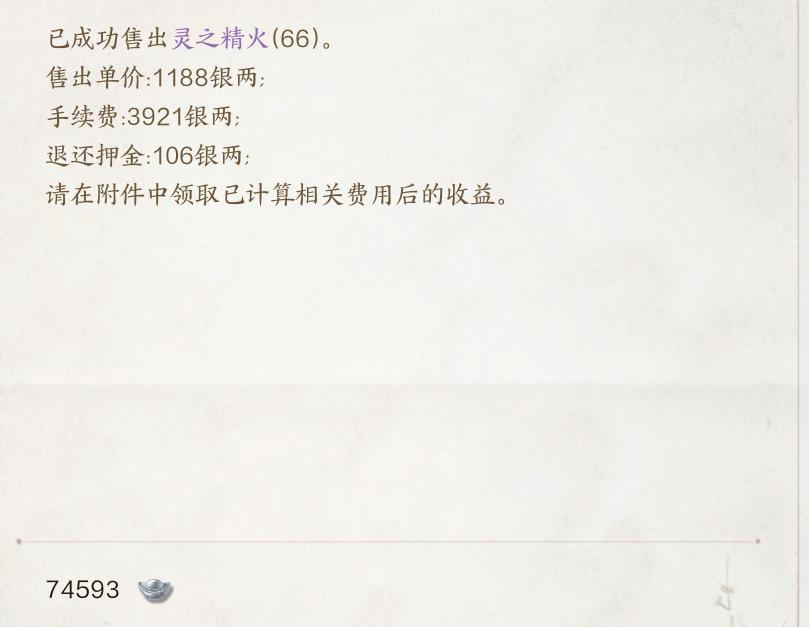 已成功售出灵之精火(66)。
售出单价:1188银两;
手续费:3921银两;
退还押金:106银两;
请在附件中领取已计算相关费用后的收益。
74593